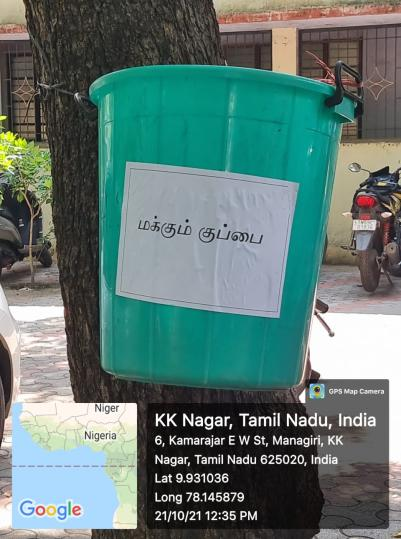 மக்கும் குப்பை
GPS Map Camera
Niger
Nigeria
Google
KK Nagar, Tamil Nadu, India
6, Kamarajar E W St, Managiri, KK
Nagar, Tamil Nadu 625020, India
Lat 9.931036
Long 78.145879
21/10/21 12:35 PM